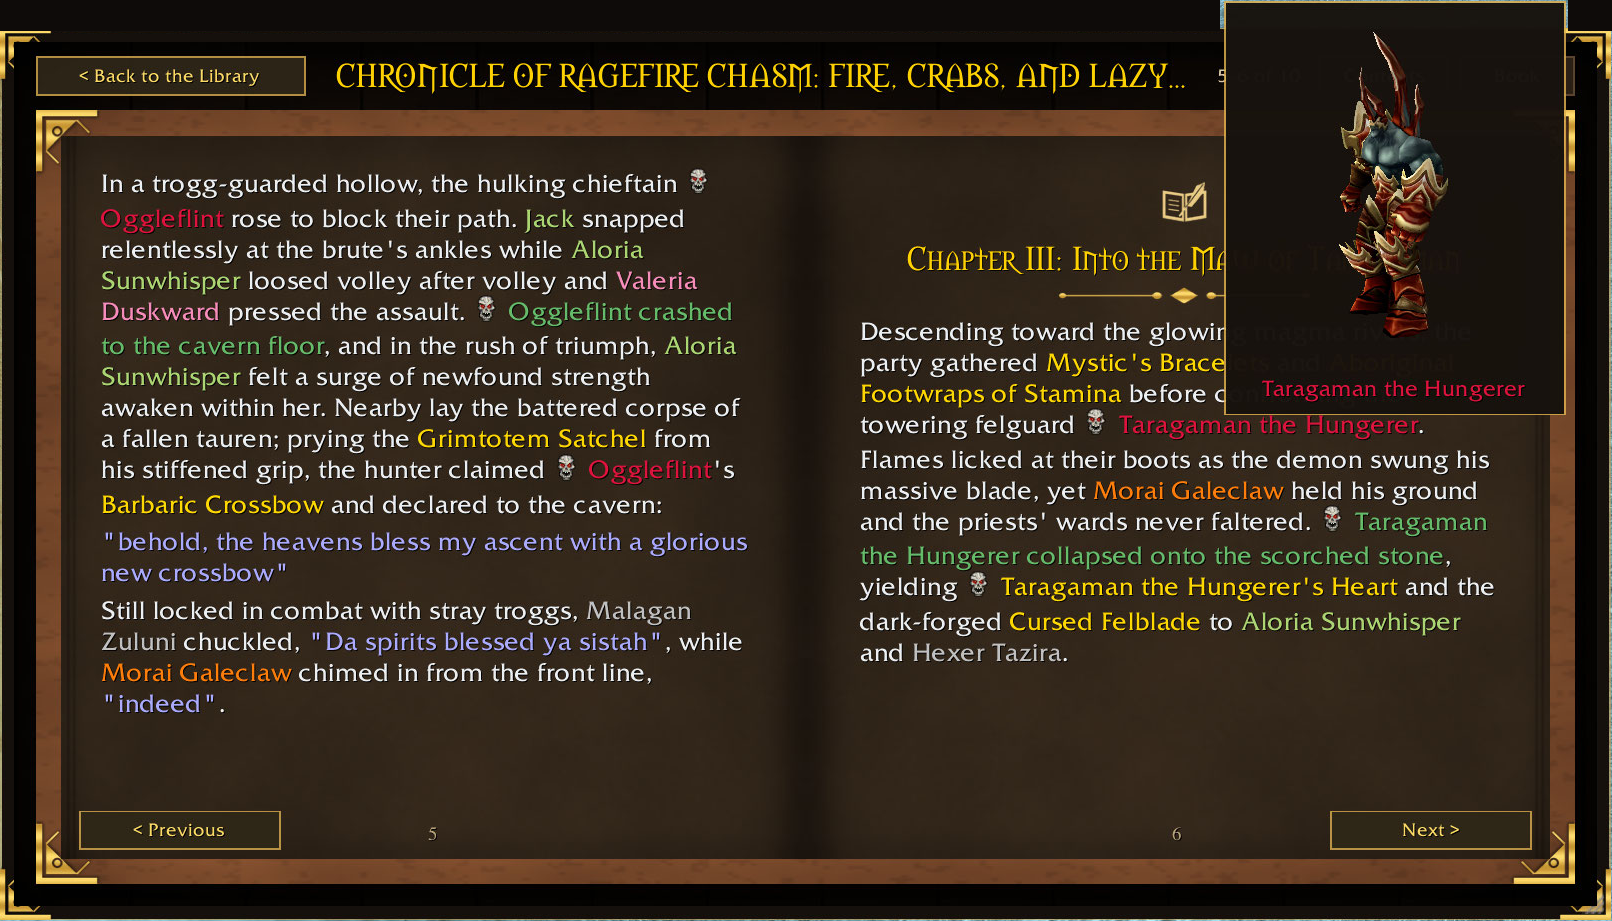 < Back to the Library
CHRONICLE OF RAGEFIRE CHASM: FIRE, CRABS, AND LAZY...
In a trogg-guarded hollow, the hulking chieftain
Oggleflint rose to block their path. Jack snapped
relentlessly at the brute's ankles while Aloria
Sunwhisper loosed volley after volley and Valeria
Duskward pressed the assault. Oggleflint crashed
to the cavern floor, and in the rush of triumph, Aloria
Sunwhisper felt a surge of newfound strength
awaken within her. Nearby lay the battered corpse of
a fallen tauren; prying the Grimtotem Satchel from
his stiffened grip, the hunter claimed Oggleflint's
Barbaric Crossbow and declared to the cavern:
"behold, the heavens bless my ascent with a glorious
new crossbow"
Still locked in combat with stray troggs, Malagan
Zuluni chuckled, "Da spirits blessed ya sistah", while
Morai Galeclaw chimed in from the front line,
"indeed".
< Previous
5
Chapter III: Into the
Descending toward the glowing magma
party gathered Mystic's Bracelets and Aboriginal
Footwraps of Stamina before
towering felguard Taragaman the Hungerer.
Flames licked at their boots as the demon swung his
massive blade, yet Morai Galeclaw held his ground
and the priests' wards never faltered. Taragaman
the Hungerer collapsed onto the scorched stone,
yielding Taragaman the Hungerer's Heart and the
dark-forged Cursed Felblade to Aloria Sunwhisper
and Hexer Tazira.
6
Next >
Taragaman the Hungerer